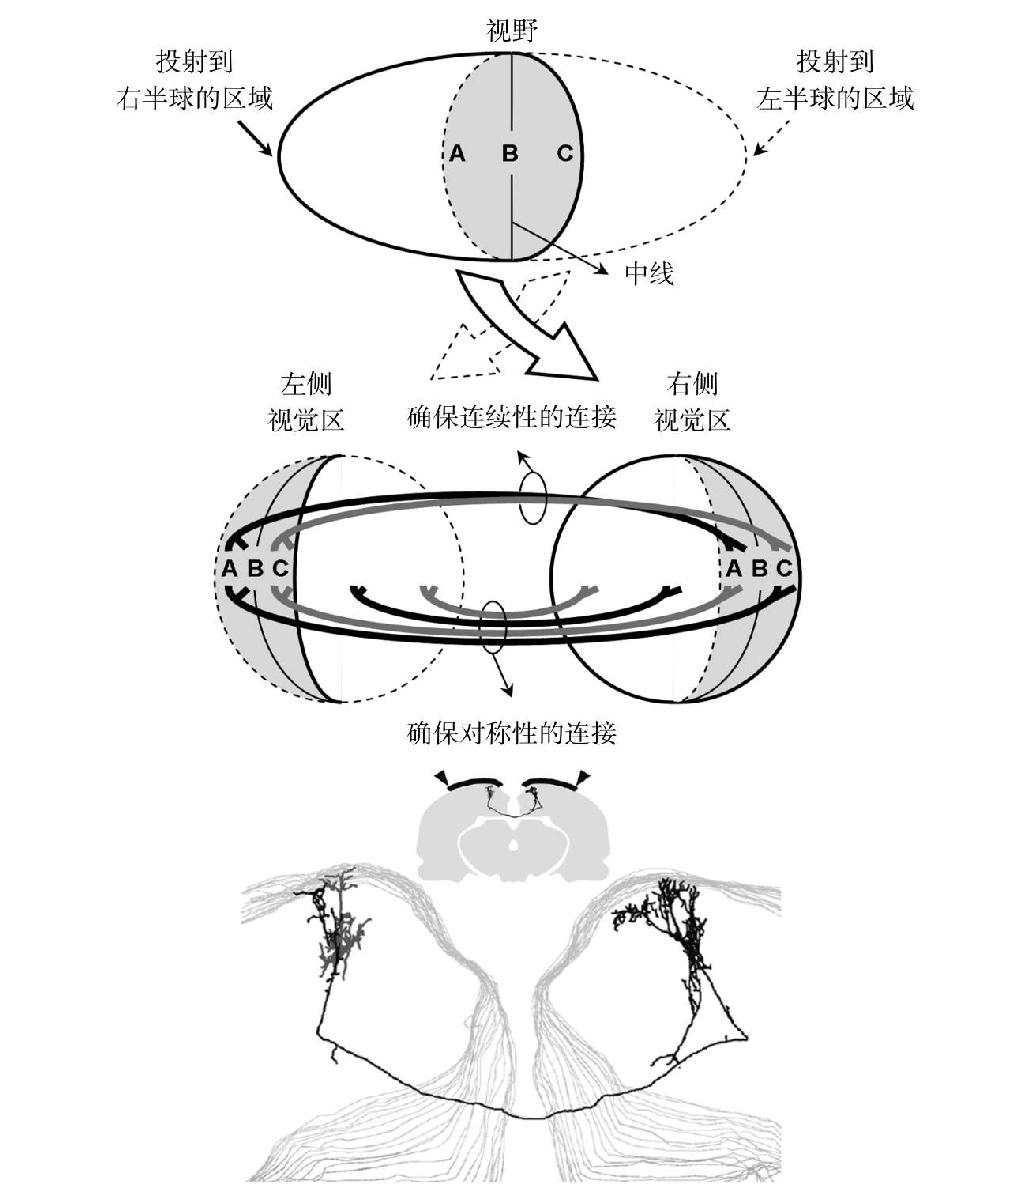 视野
投射到
右半球的区域
投射到
左半球的区域
A B C
中线
左侧
视觉区
确保连续性的连接
右侧
视觉区
A B C
A B C
确保对称性的连接